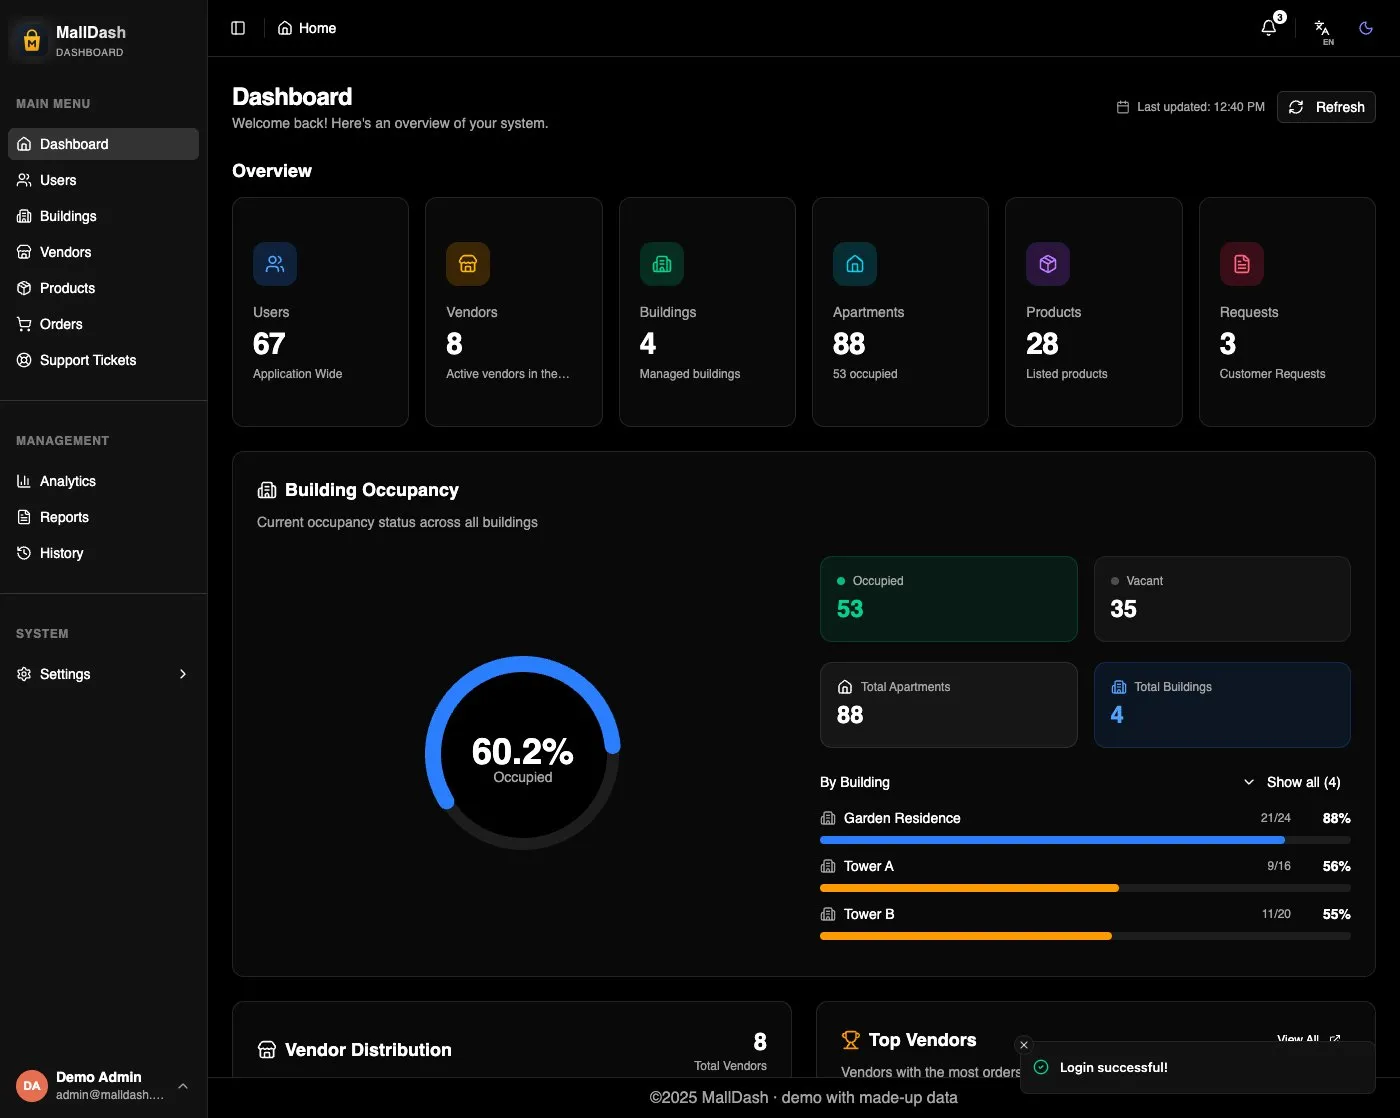 MallDash
DASHBOARD
MAIN MENU
Dashboard
Users
Buildings
Vendors
Products
Orders
Support Tickets
MANAGEMENT
Analytics
Reports
History
SYSTEM
Settings
DA
Demo Admin
admin@malldash....
Home
3
EN
Dashboard
Welcome back! Here's an overview of your system.
Last updated: 12:40 PM
Refresh
Overview
Users
67
Application Wide
Vendors
8
Active vendors in the...
Buildings
4
Managed buildings
Apartments
88
53 occupied
Products
28
Listed products
Requests
3
Customer Requests
Building Occupancy
Current occupancy status across all buildings
60.2%
Occupied
Occupied
53
Vacant
35
Total Apartments
88
Total Buildings
4
By Building
Show all (4)
Garden Residence 21/24 88%
Tower A 9/16 56%
Tower B 11/20 55%
Vendor Distribution
8
Total Vendors
Top Vendors
View All
Vendors with the most orders
Login successful!
©2025 MallDash · demo with made-up data